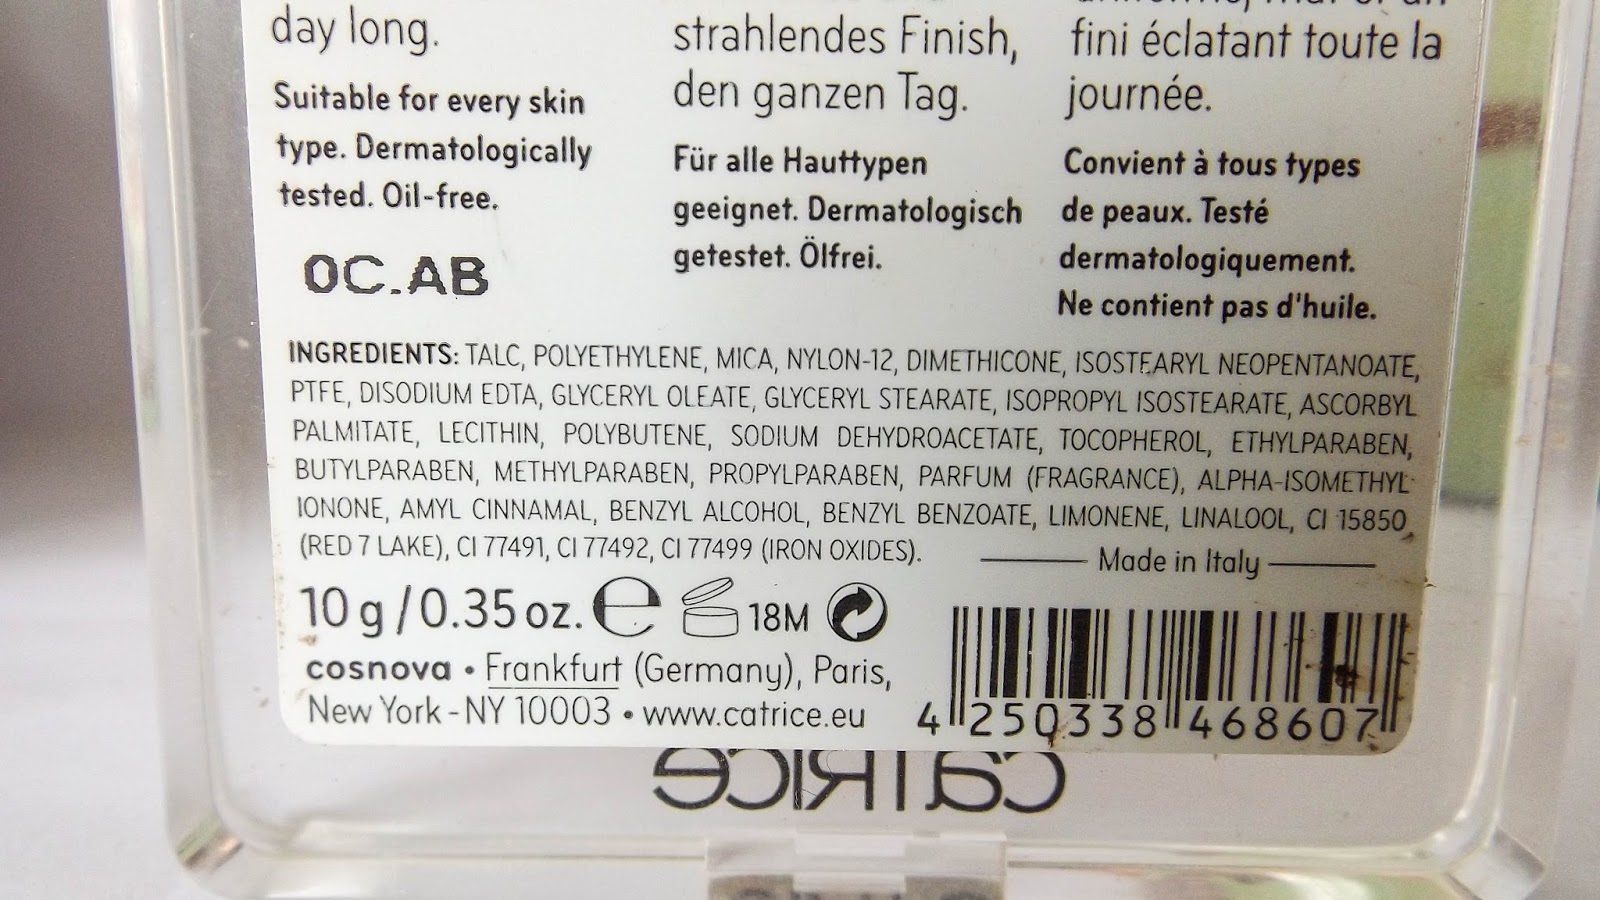 day long.
Suitable for every skin
type. Dermatologically
tested. Oil-free.
OC.AB
strahlendes Finish,
den ganzen Tag.
Für alle Hauttypen
geeignet. Dermatologisch
getestet. Ölfrei.
fini éclatant toute la
journée.
Convient à tous types
de peaux. Testé
dermatologiquement.
Ne contient pas d'huile.
INGREDIENTS: TALC, POLYETHYLENE, MICA, NYLON-12, DIMETHICONE, ISOSTEARYL NEOPENTANOATE,
PTFE, DISODIUM EDTA, GLYCERYL OLEATE, GLYCERYL STEARATE, ISOPROPYL ISOSTEARATE, ASCORBYL
PALMITATE, LECITHIN, POLYBUTENE, SODIUM DEHYDROACETATE, TOCOPHEROL, ETHYLPARABEN,
BUTYLPARABEN, METHYLPARABEN, PROPYLPARABEN, PARFUM (FRAGRANCE), ALPHA-ISOMETHYL
IONONE, AMYL CINNAMAL, BENZYL ALCOHOL, BENZYL BENZOATE, LIMONENE, LINALOOL, CI 15850
(RED 7 LAKE), CI 77491, CI 77492, CI 77499 (IRON OXIDES).
Made in Italy
10 g / 0.35 oz. e 18M
cosnova • Frankfurt (Germany), Paris,
New York - NY 10003 • www.catrice.eu
4 250338 468607
CATRICE